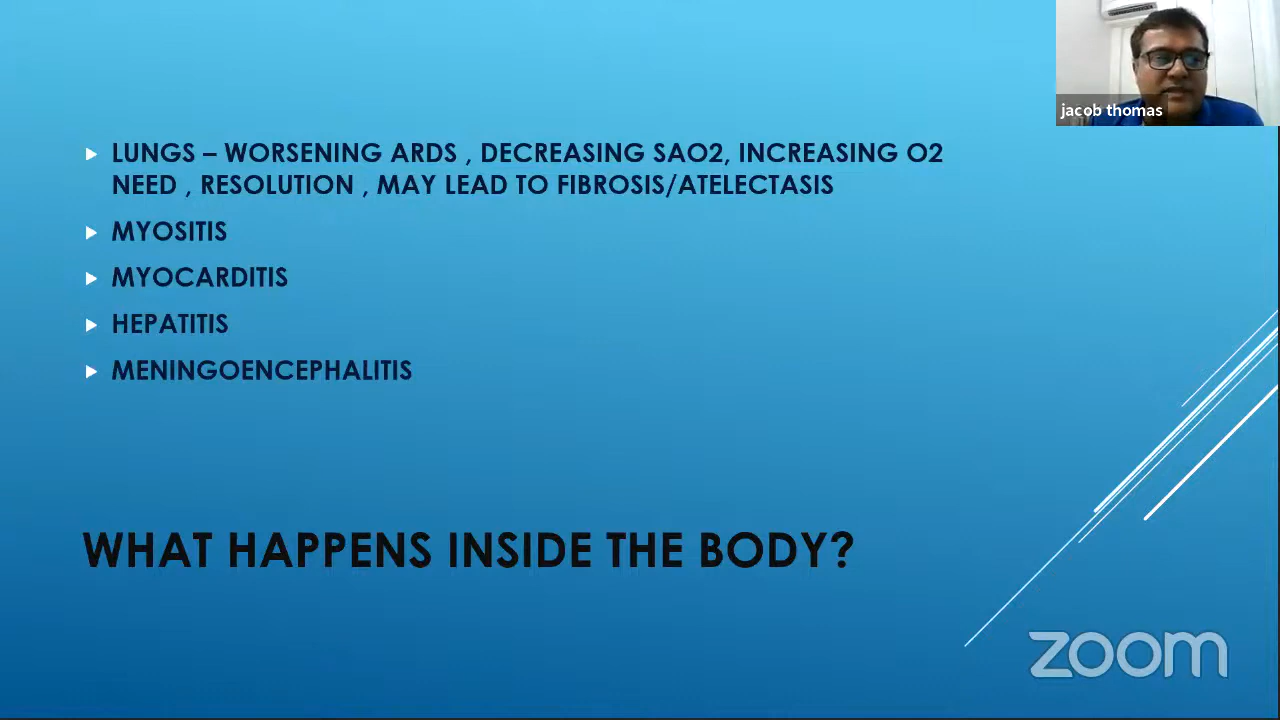 jacob thomas
LUNGS – WORSENING ARDS , DECREASING SAO2, INCREASING O2
NEED , RESOLUTION , MAY LEAD TO FIBROSIS/ATELECTASIS
MYOSITIS
MYOCARDITIS
HEPATITIS
MENINGOENCEPHALITIS
WHAT HAPPENS INSIDE THE BODY?
zoom